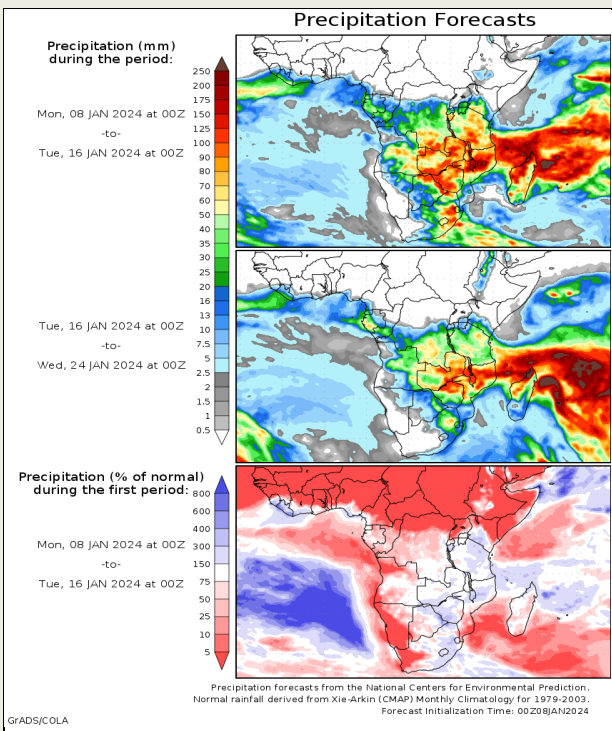 Precipitation Forecasts
Precipitation (mm)
during the period:
Mon, 08 JAN 2024 at 00Z
-to-
Tue, 16 JAN 2024 at 00Z
250
200
175
150
125
100
90
80
70
60
50
40
35
30
25
20
16
13
10
7.5
5
2.5
2
1.5
1
0.5
Tue, 16 JAN 2024 at 00Z
-to-
Wed, 24 JAN 2024 at 00Z
Precipitation (% of normal)
during the first period:
Mon, 08 JAN 2024 at 00Z
-to-
Tue, 16 JAN 2024 at 00Z
800
600
400
300
150
75
50
25
10
5
Precipitation forecasts from the National Centers for Environmental Prediction.
Normal rainfall derived from Xie-Arkin (CMAP) Monthly Climatology for 1979-2003.
Forecast Initialization Time: 00Z08JAN2024
GrADS/COLA